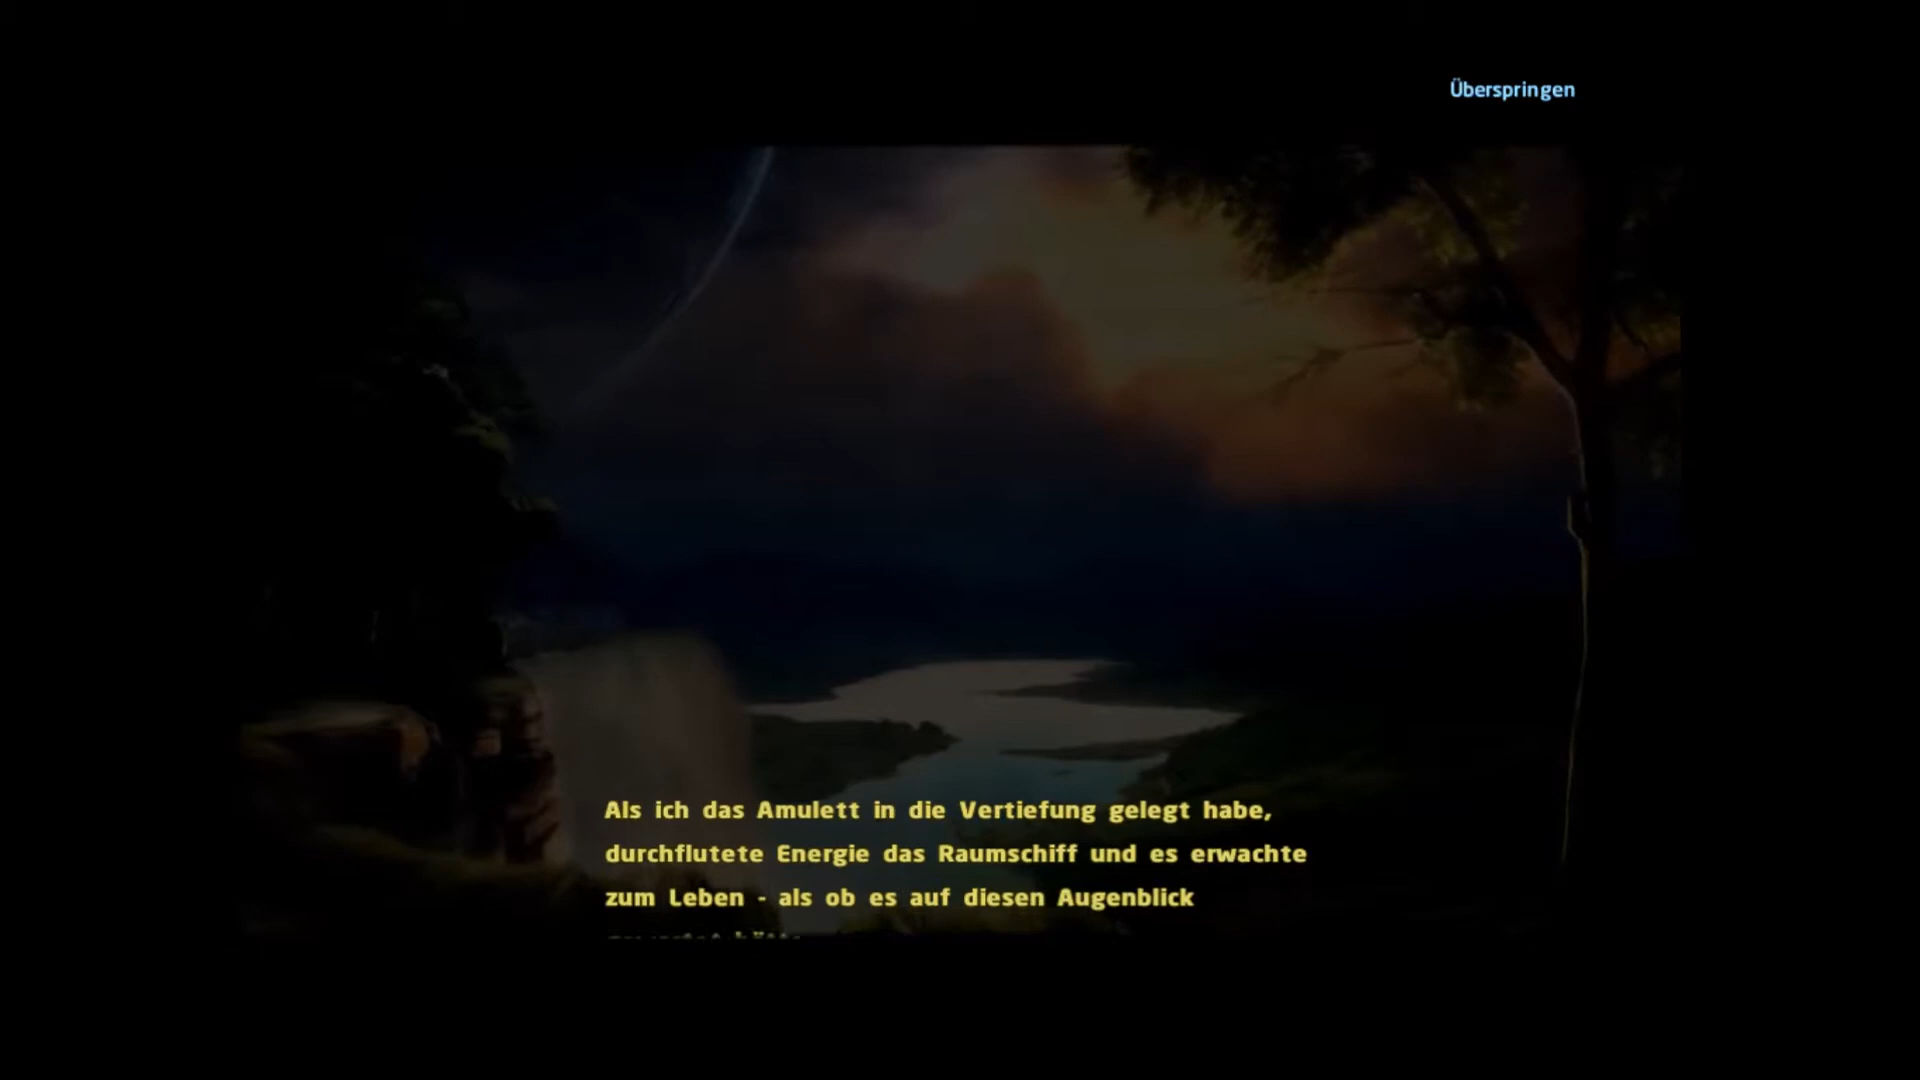 Überspringen
Als ich das Amulett in die Vertiefung gelegt habe,
durchflutete Energie das Raumschiff und es erwachte
zum Leben - als ob es auf diesen Augenblick